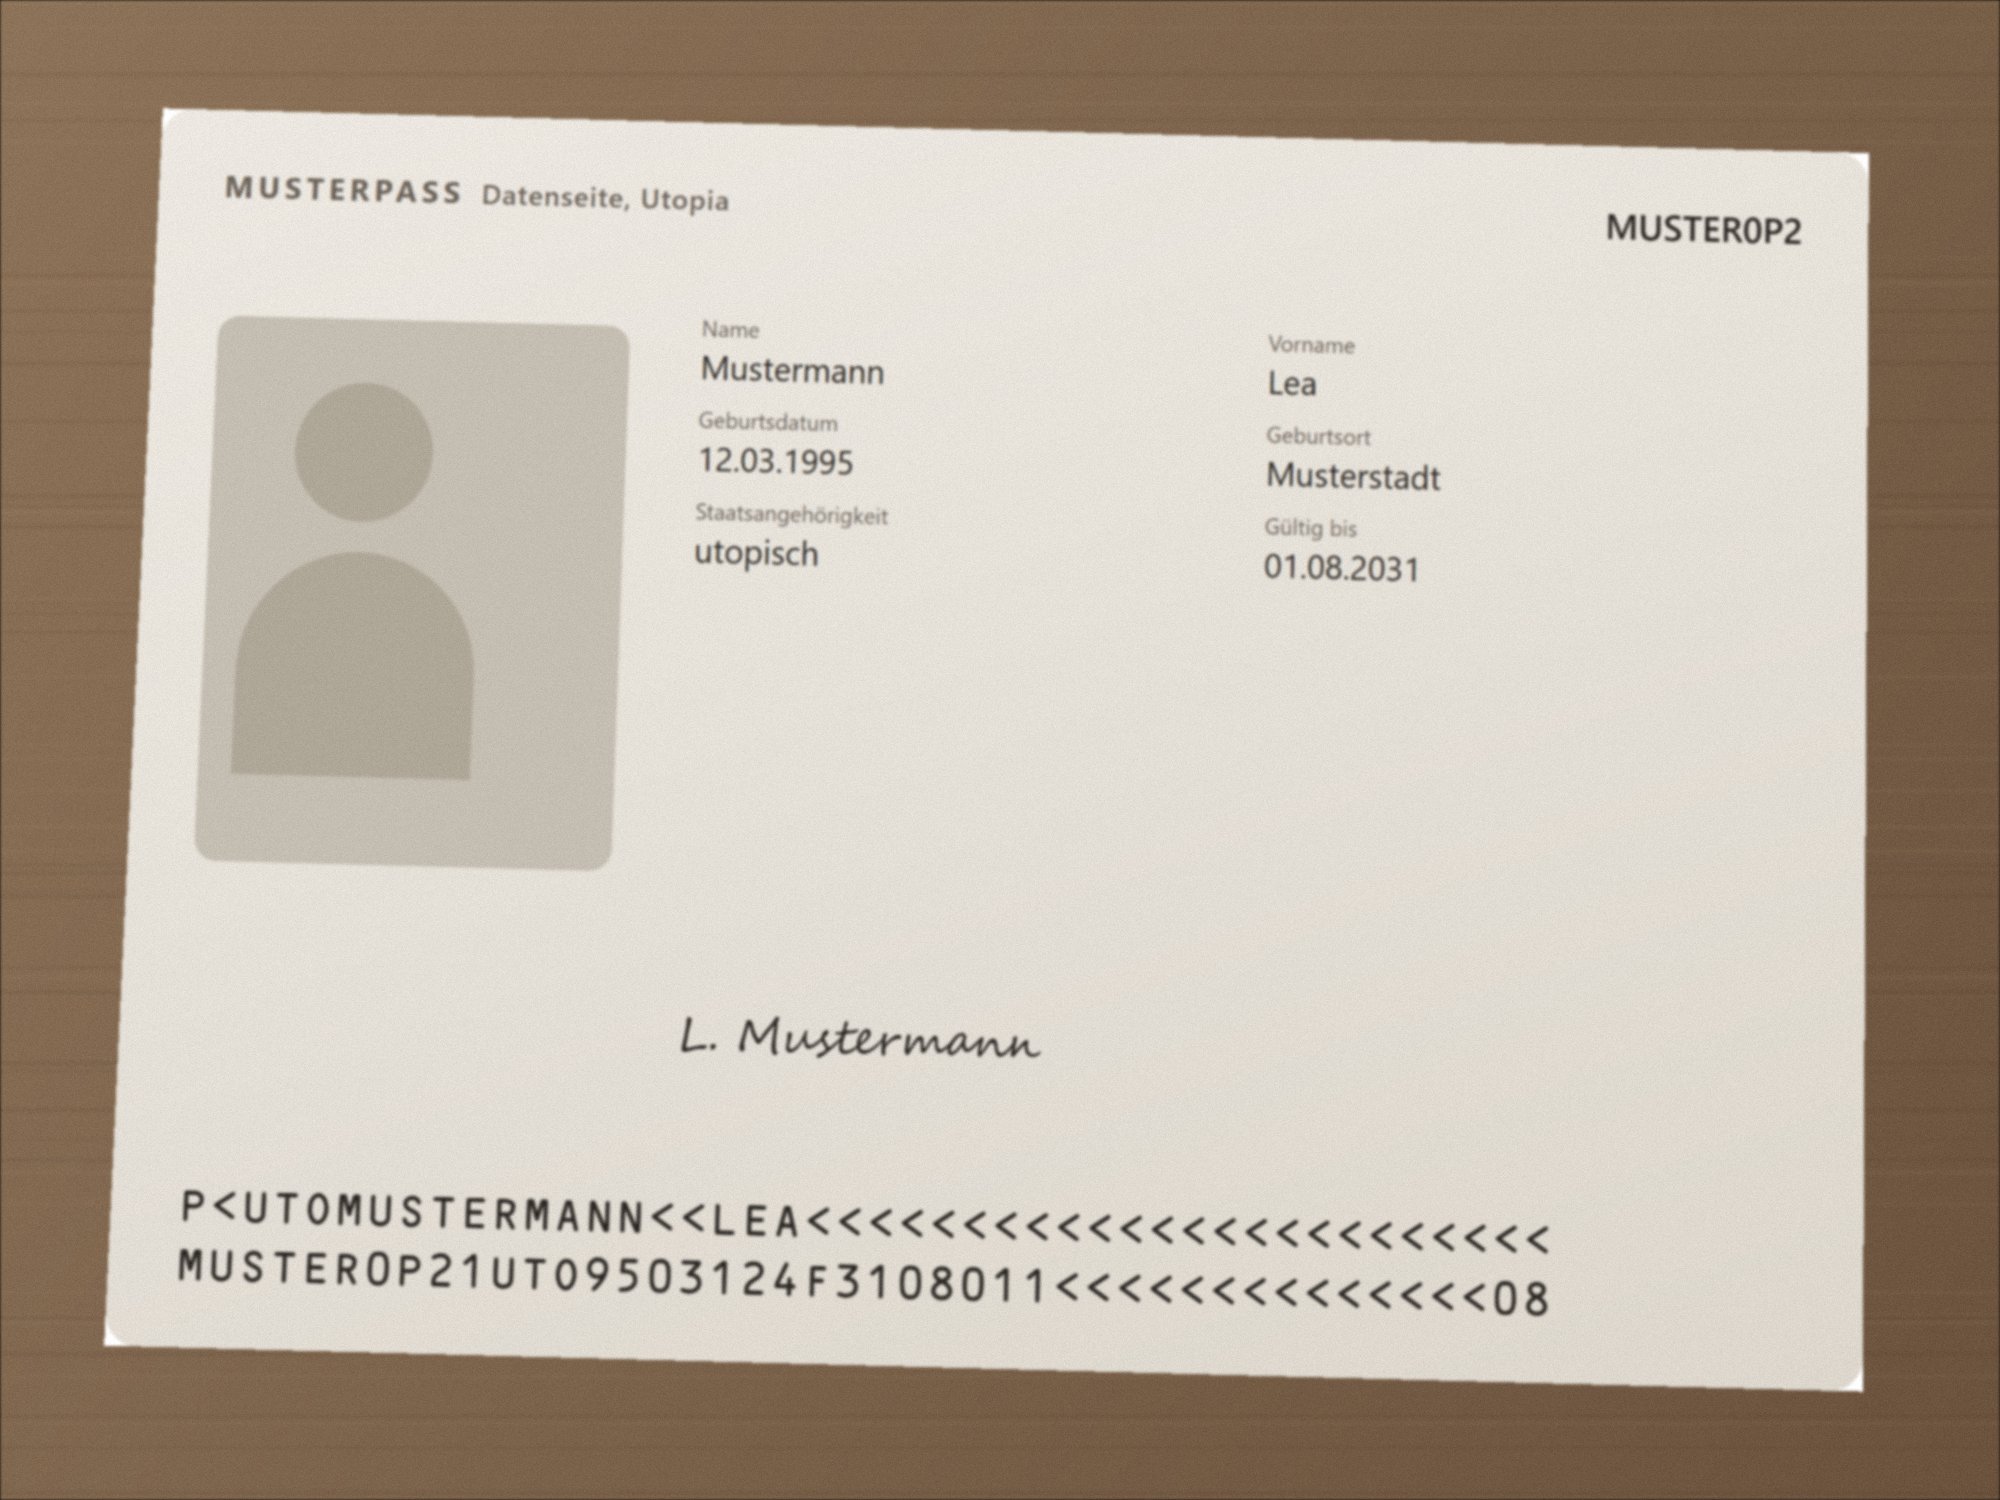 MUSTERPASS Datenseite, Utopia
MUSTER0P2
Name
Mustermann
Vorname
Lea
Geburtsdatum
12.03.1995
Geburtsort
Musterstadt
Staatsangehörigkeit
utopisch
Gültig bis
01.08.2031
L. Mustermann
P<UTOMUSTERMANN<<LEA<<<<<<<<<<<<<<<<<<<<<<<<
MUSTER0P21UTO9503124F3108011<<<<<<<<<<<<<<08